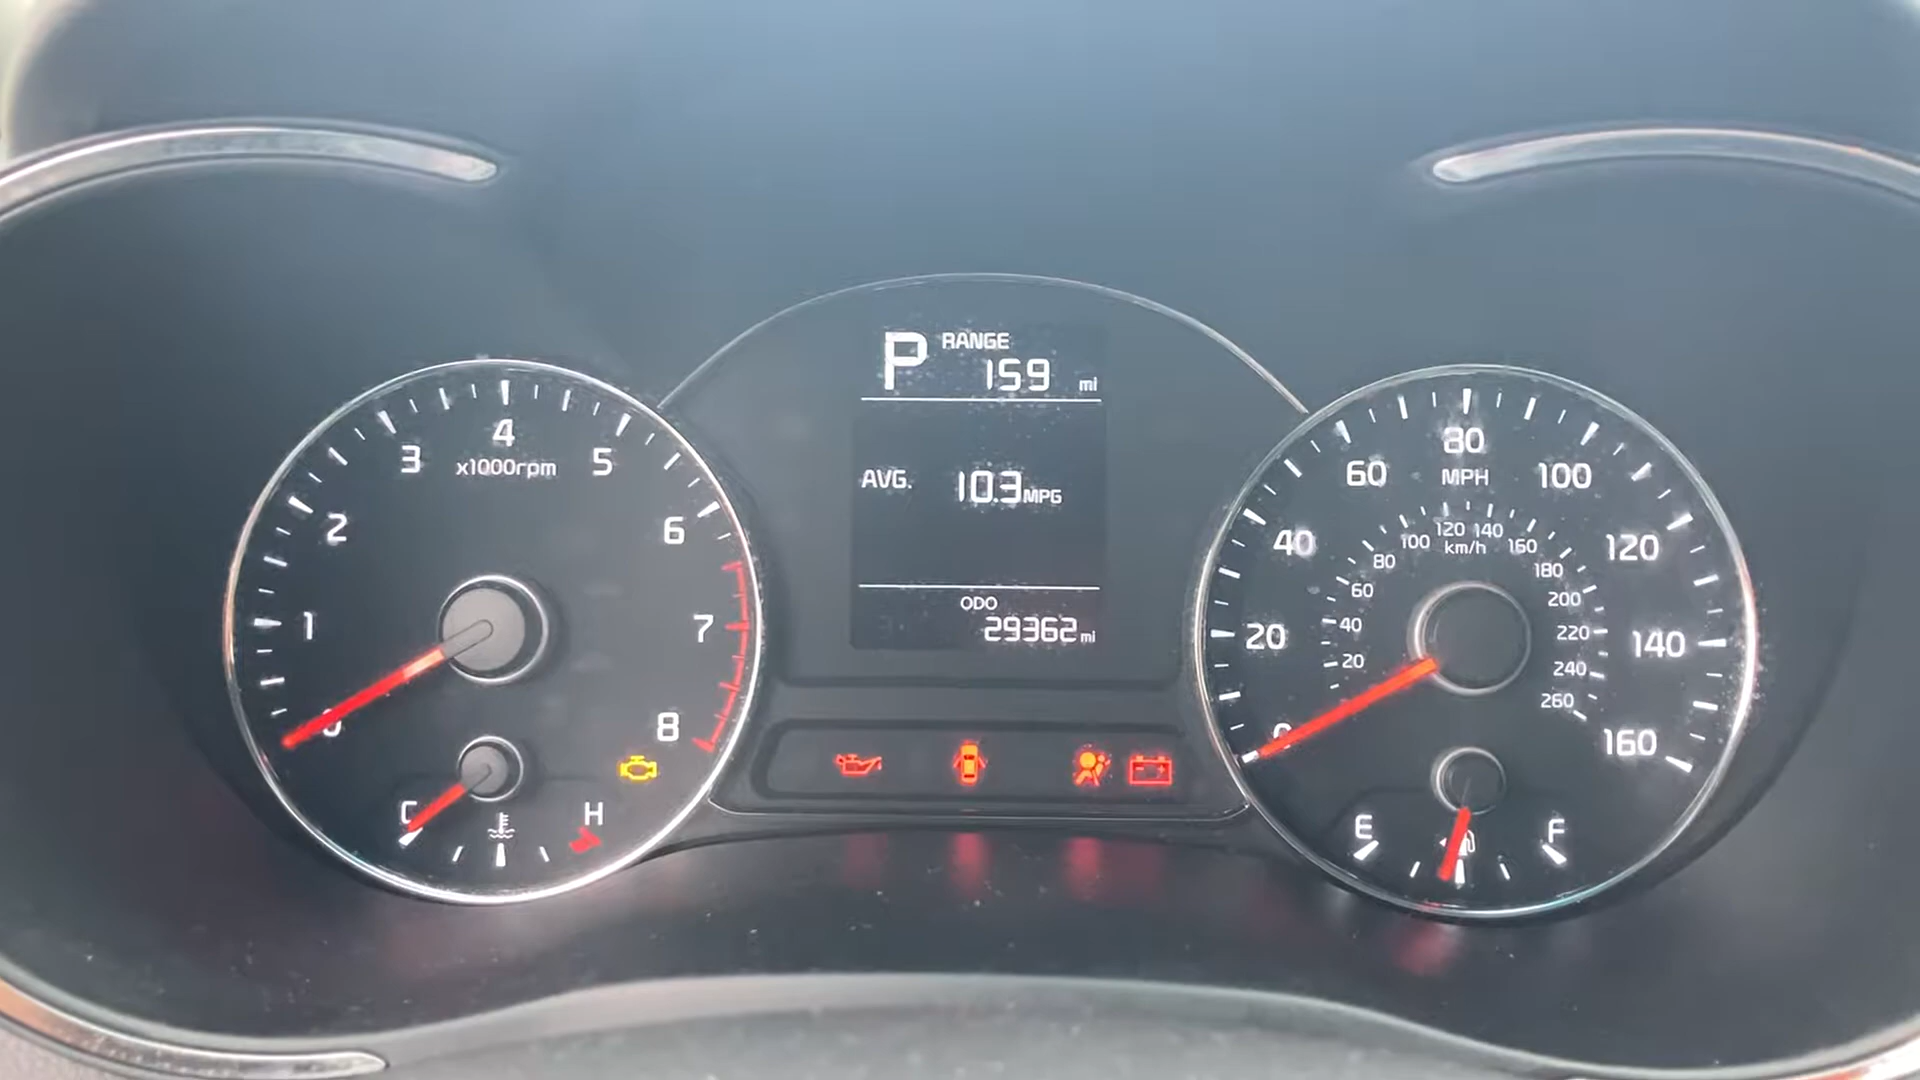 P RANGE
159 mi
AVG. 10.3 MPG
ODO
29362 mi
0 1 2 3 4 5 6 7 8
x1000rpm
C H
0 20 40 60 80 100 120 140 160
MPH
20 40 60 80 100 120 140 160 180 200 220 240 260
km/h
E F